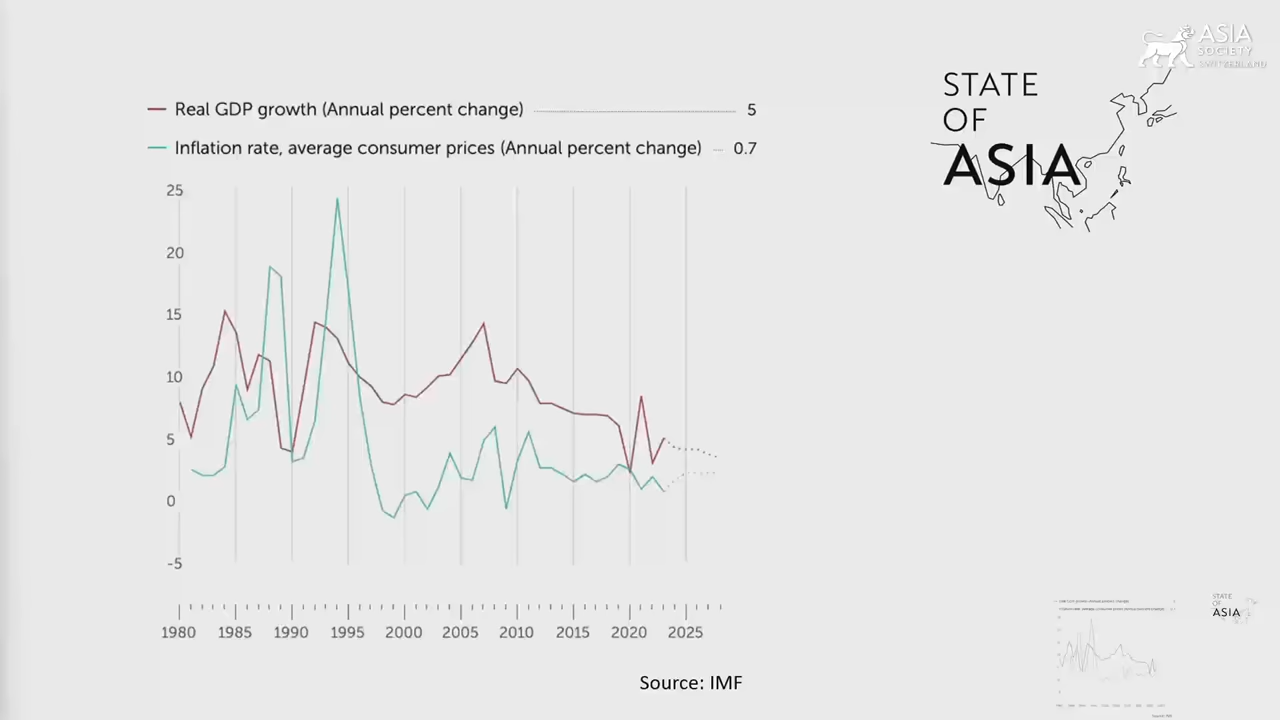 ASIA
SOCIETY
SWITZERLAND
STATE
OF
ASIA
Real GDP growth (Annual percent change) 5
Inflation rate, average consumer prices (Annual percent change) 0.7
25
20
15
10
5
0
-5
1980 1985 1990 1995 2000 2005 2010 2015 2020 2025
Source: IMF
STATE
OF
ASIA